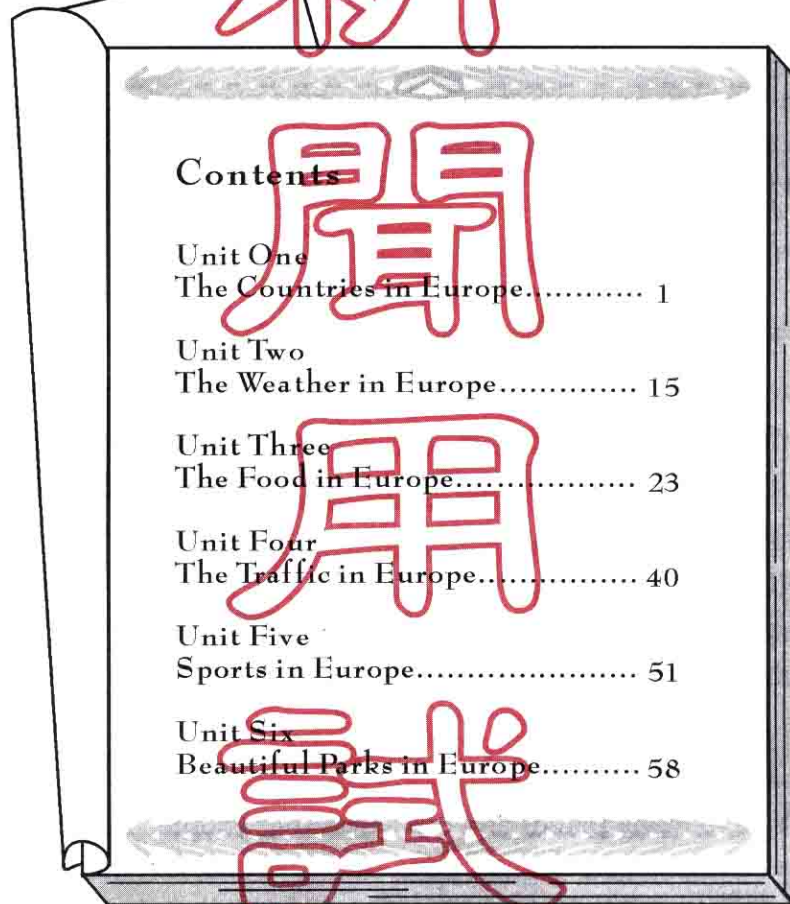 Contents
Unit One
The Countries in Europe............ 1
Unit Two
The Weather in Europe.............. 15
Unit Three
The Food in Europe.................. 23
Unit Four
The Traffic in Europe................ 40
Unit Five
Sports in Europe...................... 51
Unit Six
Beautiful Parks in Europe.......... 58
聞
用
試